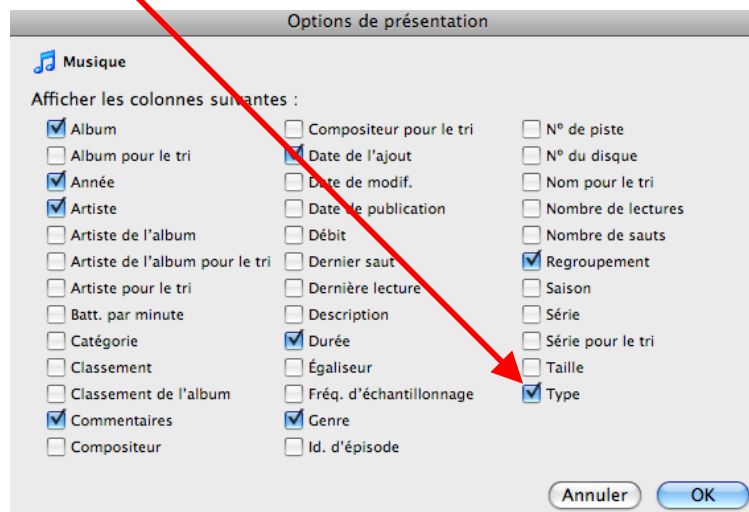 Options de présentation
Musique
Afficher les colonnes suivantes :
Album
Album pour le tri
Année
Artiste
Artiste de l'album
Artiste de l'album pour le tri
Artiste pour le tri
Batt. par minute
Catégorie
Classement
Classement de l'album
Commentaires
Compositeur
Compositeur pour le tri
Date de l'ajout
Date de modif.
Date de publication
Débit
Dernier saut
Dernière lecture
Description
Durée
Égaliseur
Fréq. d'échantillonnage
Genre
Id. d'épisode
N° de piste
N° du disque
Nom pour le tri
Nombre de lectures
Nombre de sauts
Regroupement
Saison
Série
Série pour le tri
Taille
Type
Annuler
OK